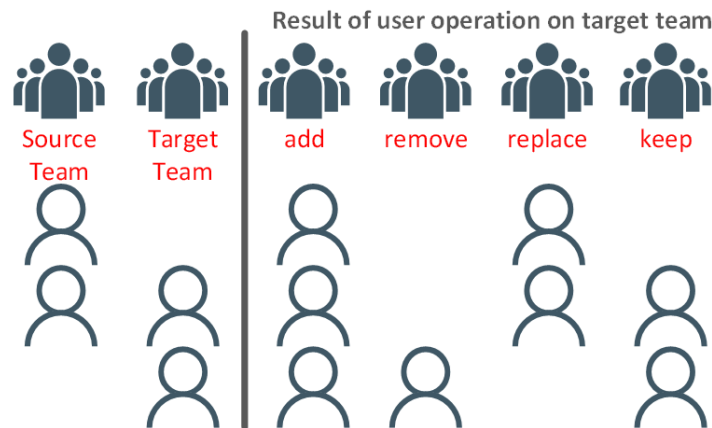 Result of user operation on target team
Source Team
Target Team
add
remove
replace
keep